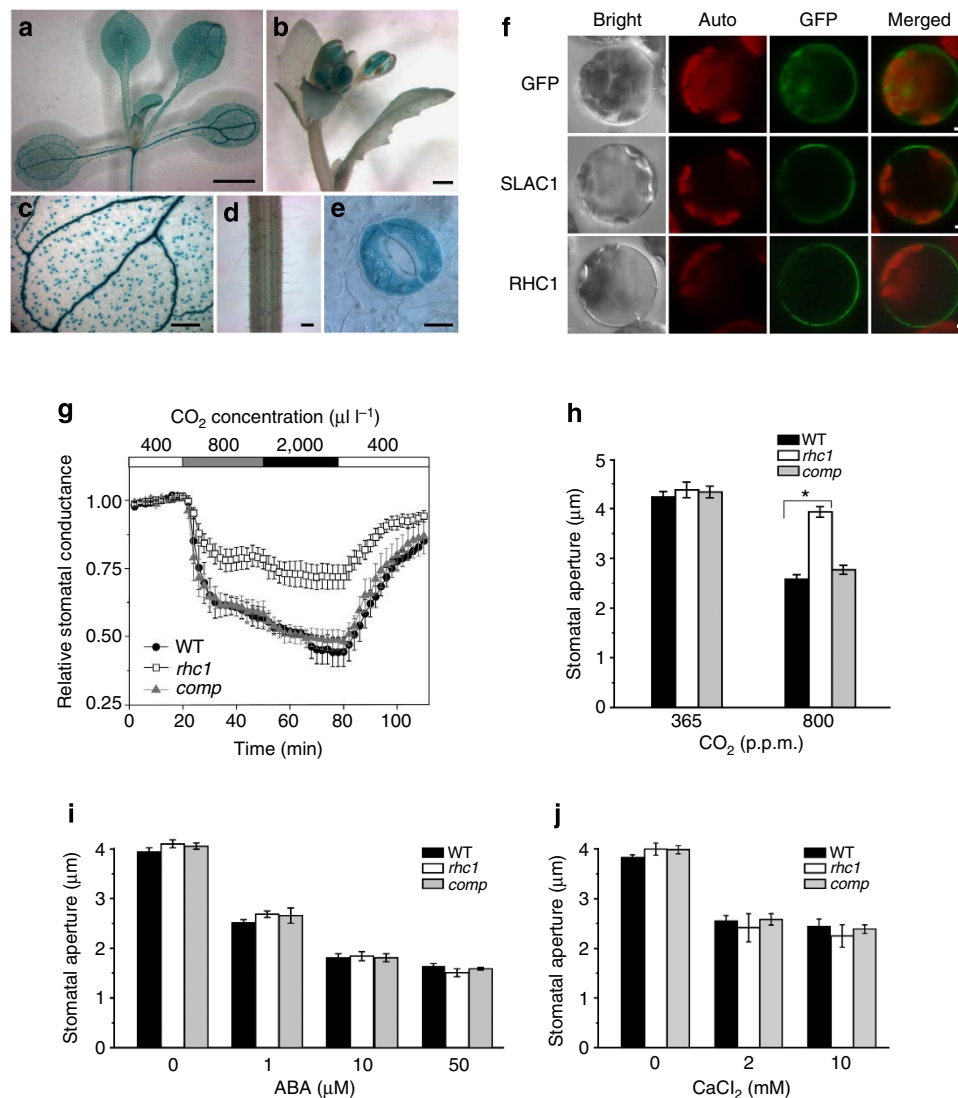 a
b
c
d
e
f
Bright Auto GFP Merged
GFP
SLAC1
RHC1
g
CO₂ concentration (µl l⁻¹)
400 800 2,000 400
Relative stomatal conductance
1.00
0.75
0.50
0.25
WT
rhc1
comp
0 20 40 60 80 100
Time (min)
h
WT
rhc1
comp
*
Stomatal aperture (µm)
5
4
3
2
1
0
365 800
CO₂ (p.p.m.)
i
WT
rhc1
comp
Stomatal aperture (µm)
4
3
2
1
0
0 1 10 50
ABA (µM)
j
WT
rhc1
comp
Stomatal aperture (µm)
4
3
2
1
0
0 2 10
CaCl₂ (mM)